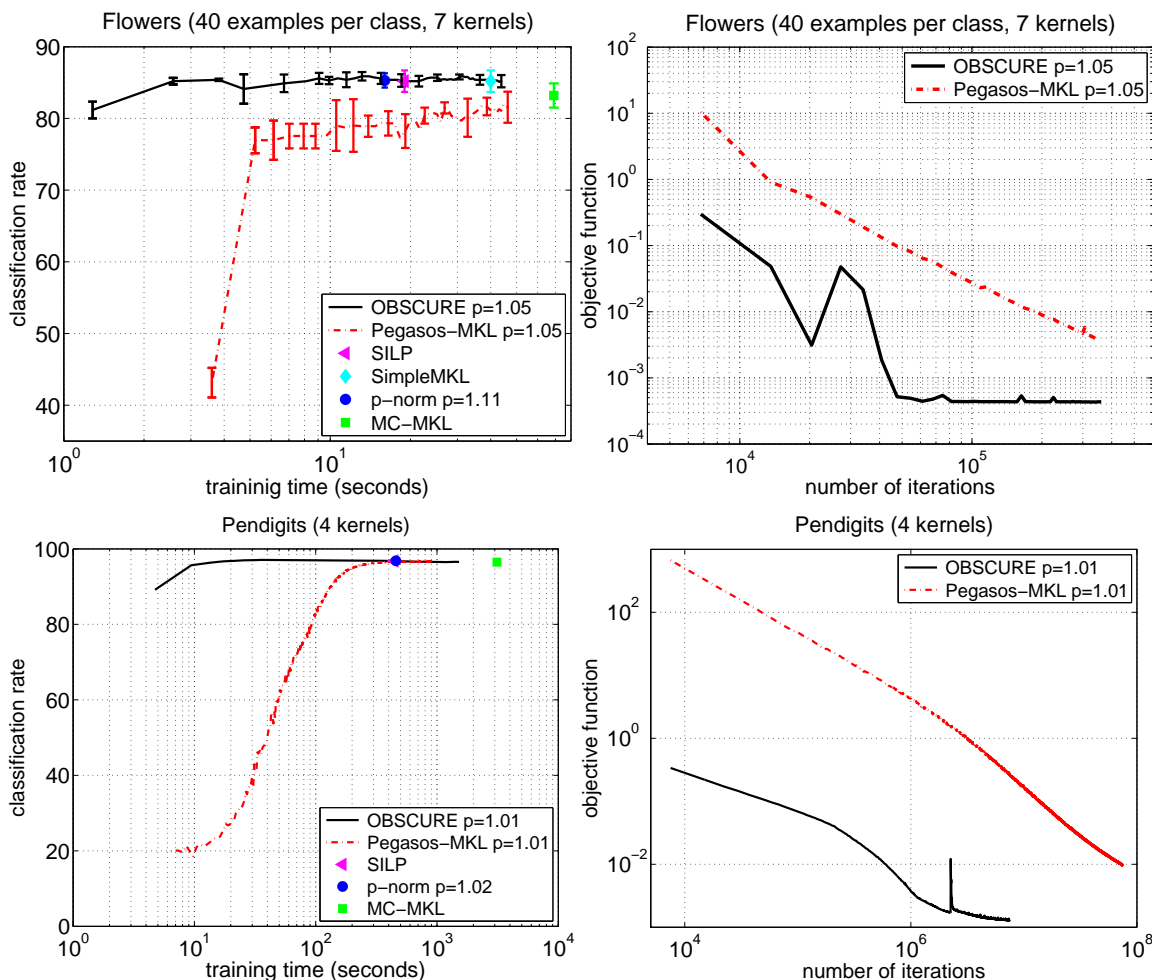 Flowers (40 examples per class, 7 kernels)
90
80
70
60
50
40
classification rate
10^0
10^1
training time (seconds)
OBSCURE p=1.05
Pegasos−MKL p=1.05
SILP
SimpleMKL
p−norm p=1.11
MC−MKL
Flowers (40 examples per class, 7 kernels)
10^2
10^1
10^0
10^−1
10^−2
10^−3
10^−4
objective function
10^4
10^5
number of iterations
OBSCURE p=1.05
Pegasos−MKL p=1.05
Pendigits (4 kernels)
100
80
60
40
20
0
classification rate
10^0
10^1
10^2
10^3
10^4
training time (seconds)
OBSCURE p=1.01
Pegasos−MKL p=1.01
SILP
p−norm p=1.02
MC−MKL
Pendigits (4 kernels)
10^2
10^0
10^−2
objective function
10^4
10^6
10^8
number of iterations
OBSCURE p=1.01
Pegasos−MKL p=1.01